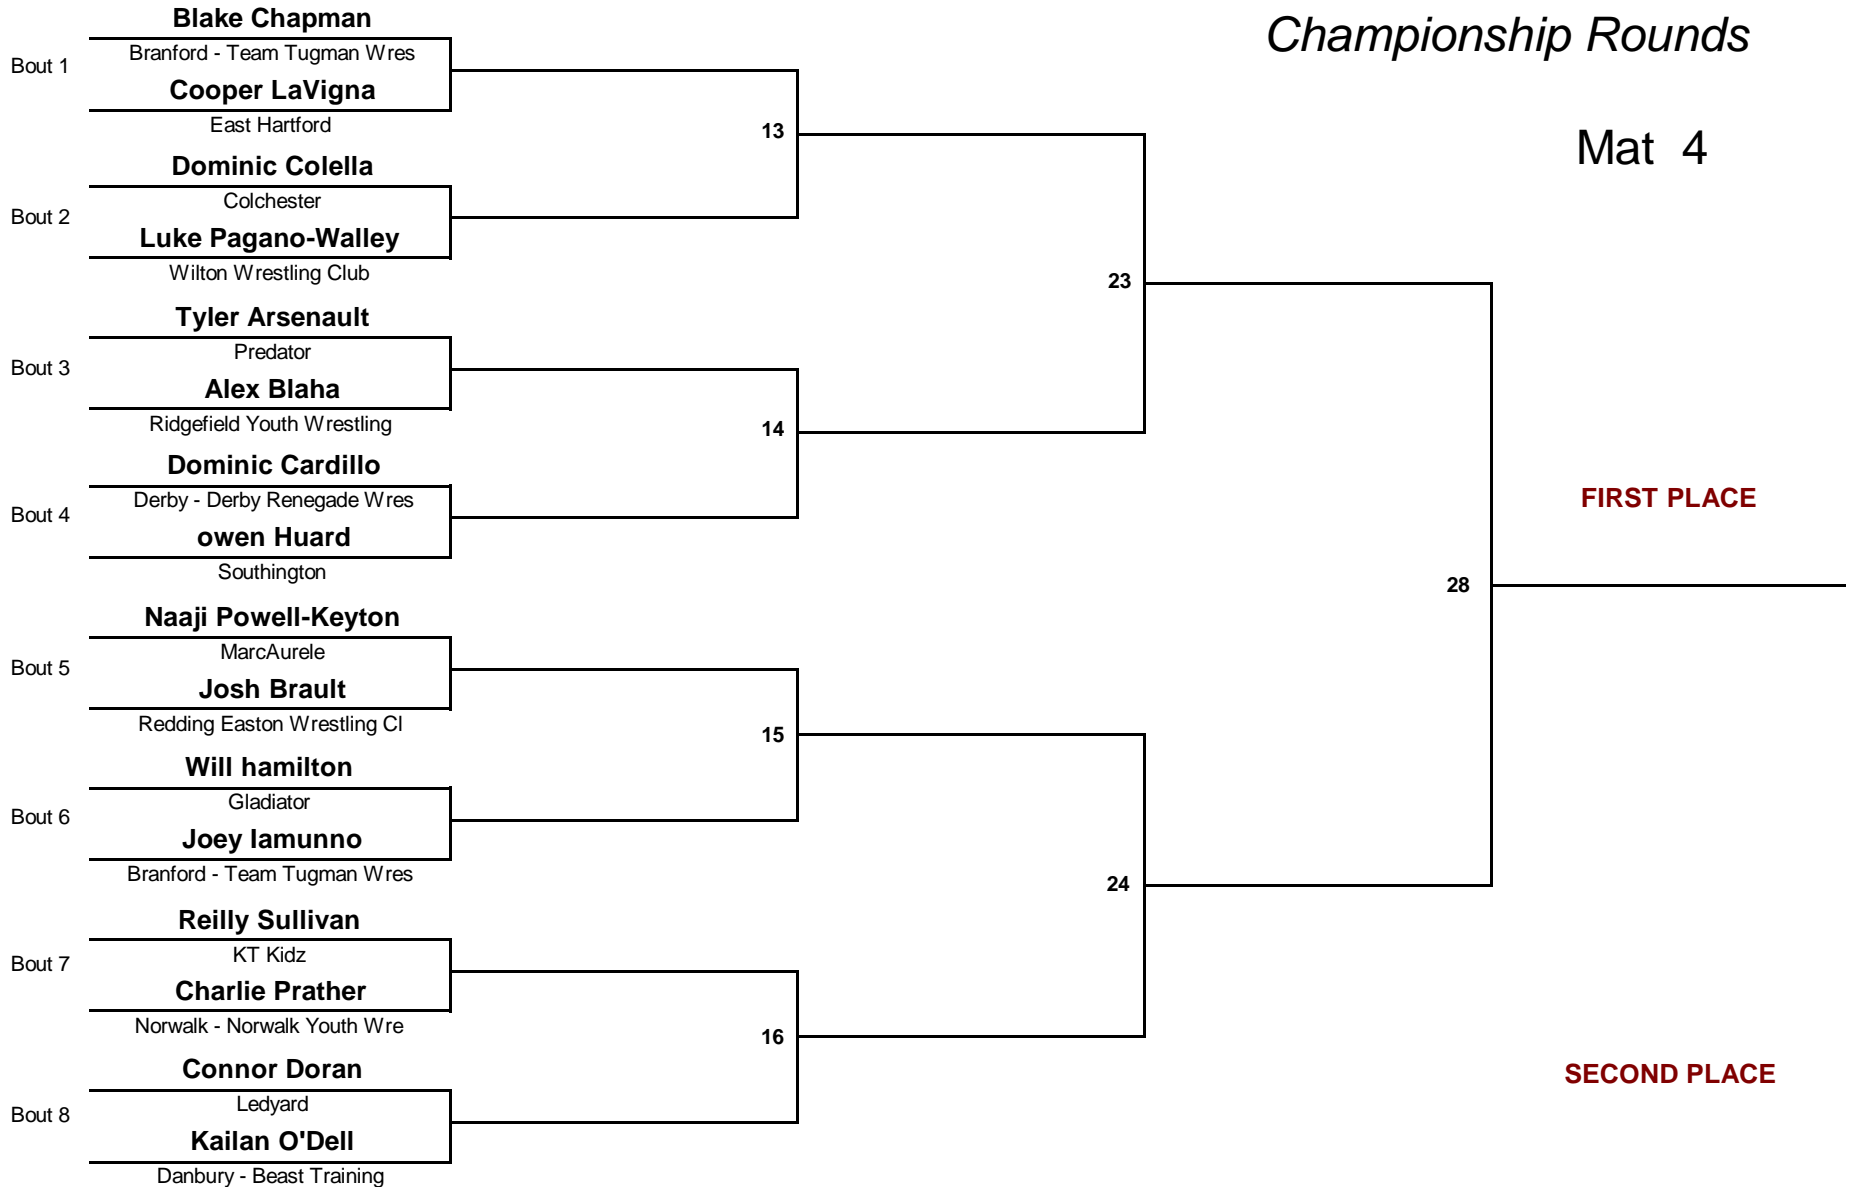 Championship Rounds
Mat 4
Blake Chapman
Bout 1
Branford - Team Tugman Wres
Cooper LaVigna
East Hartford
13
Dominic Colella
Bout 2
Colchester
Luke Pagano-Walley
Wilton Wrestling Club
23
Tyler Arsenault
Bout 3
Predator
Alex Blaha
Ridgefield Youth Wrestling
14
Dominic Cardillo
Bout 4
Derby - Derby Renegade Wres
owen Huard
Southington
FIRST PLACE
28
Naaji Powell-Keyton
Bout 5
MarcAurele
Josh Brault
Redding Easton Wrestling Cl
15
Will hamilton
Bout 6
Gladiator
Joey Iamunno
Branford - Team Tugman Wres
24
Reilly Sullivan
Bout 7
KT Kidz
Charlie Prather
Norwalk - Norwalk Youth Wre
16
Connor Doran
Bout 8
Ledyard
Kailan O'Dell
Danbury - Beast Training
SECOND PLACE